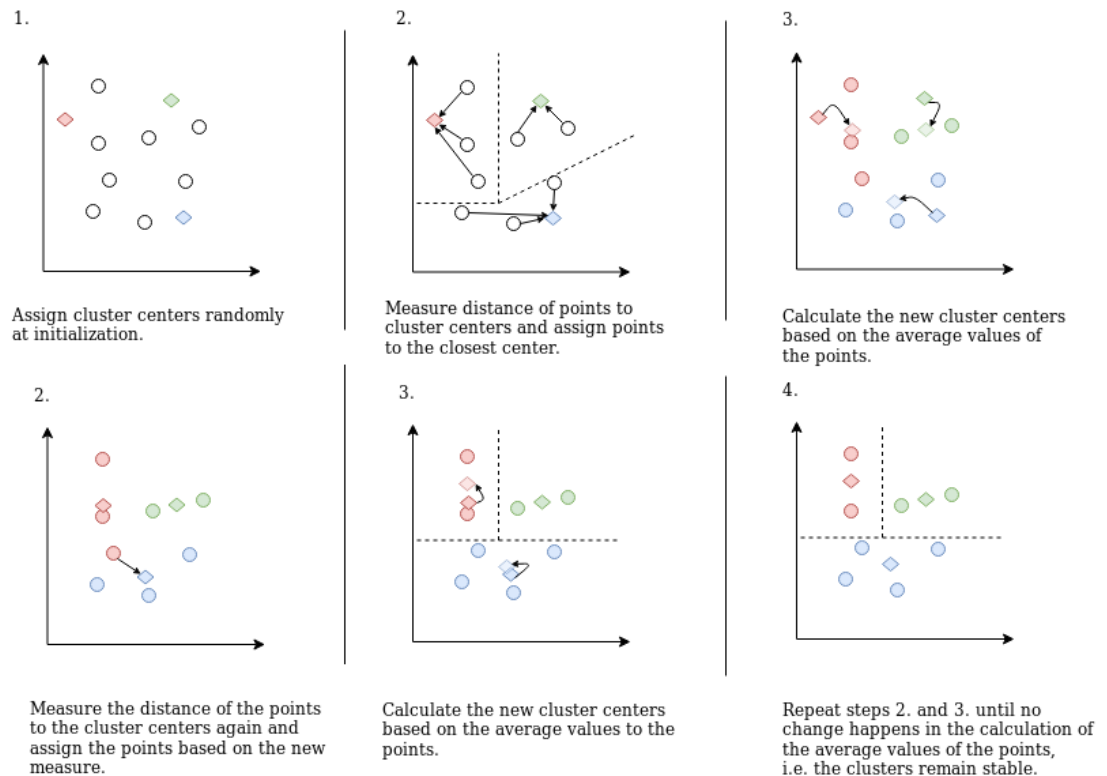 1.
Assign cluster centers randomly
at initialization.
2.
Measure distance of points to
cluster centers and assign points
to the closest center.
3.
Calculate the new cluster centers
based on the average values of
the points.
2.
Measure the distance of the points
to the cluster centers again and
assign the points based on the new
measure.
3.
Calculate the new cluster centers
based on the average values to the
points.
4.
Repeat steps 2. and 3. until no
change happens in the calculation of
the average values of the points,
i.e. the clusters remain stable.